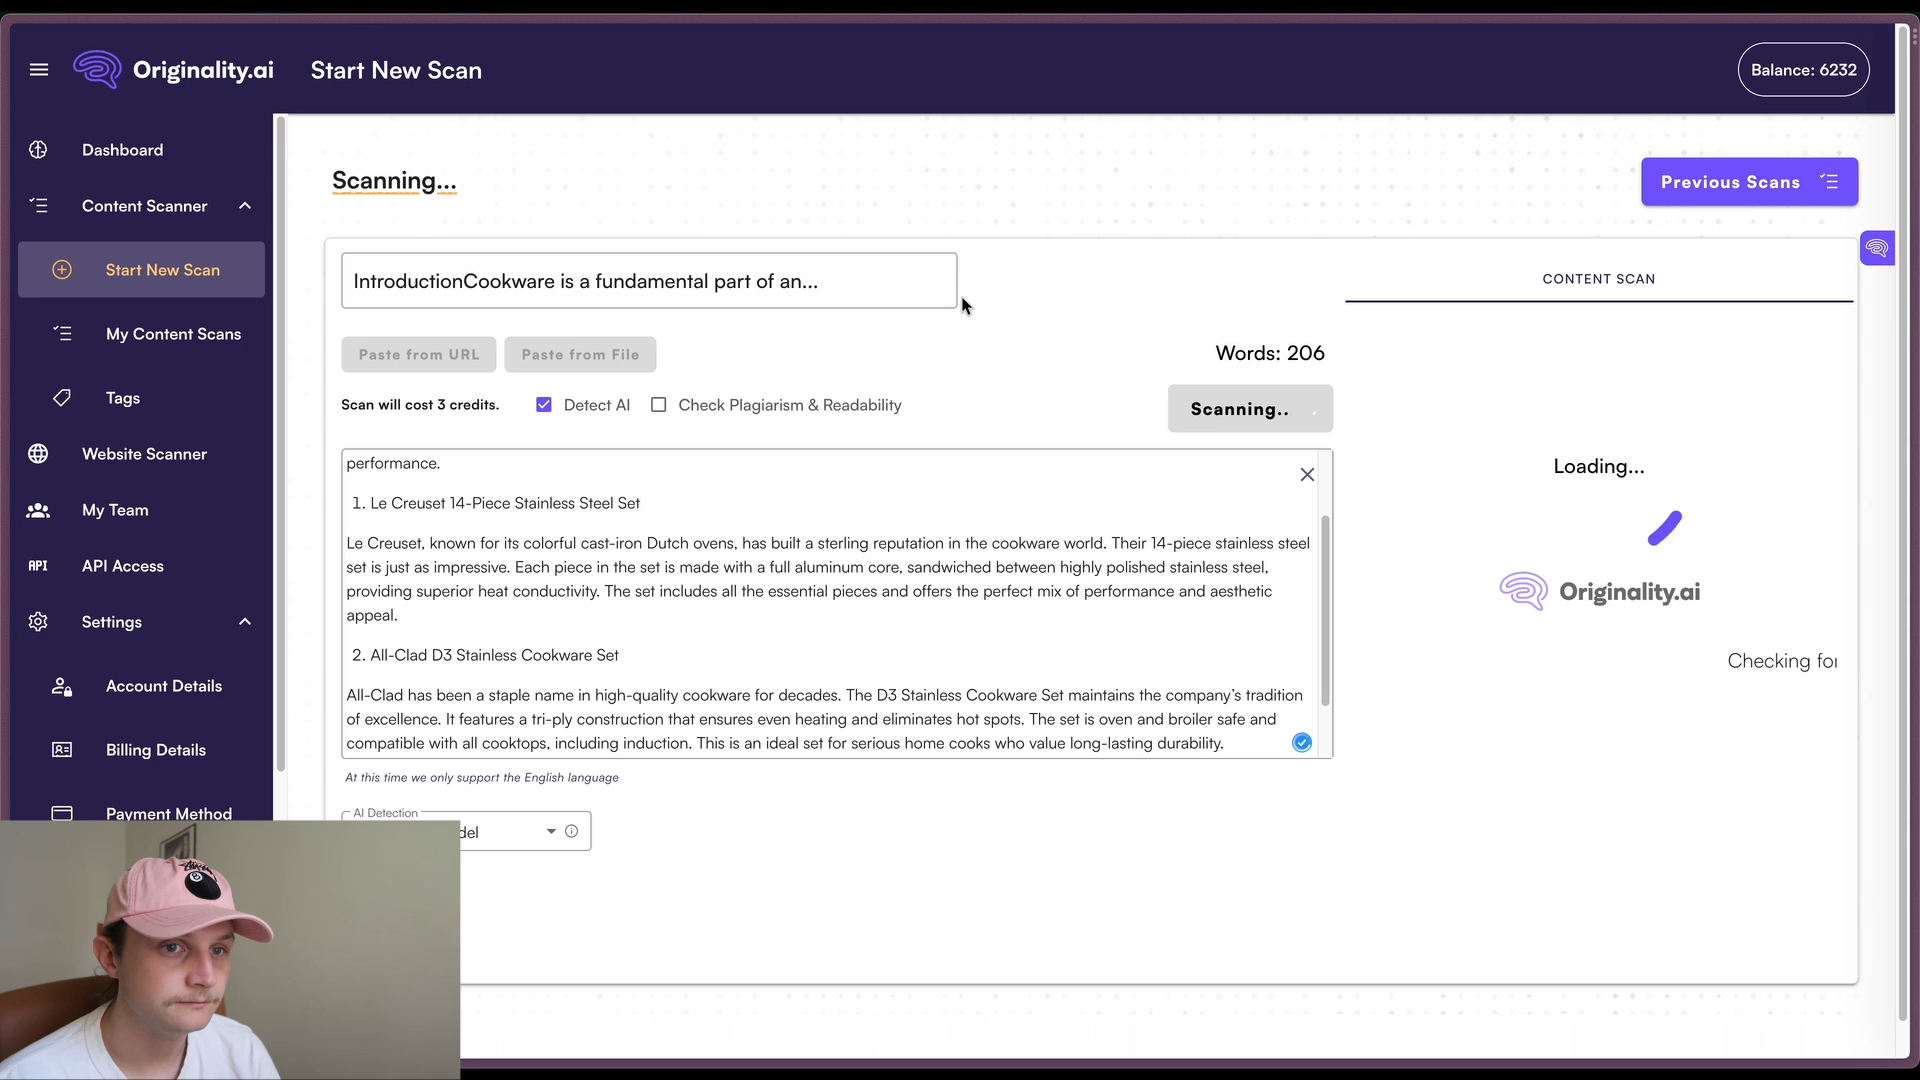 Originality.ai
Start New Scan
Balance: 6232
Dashboard
Content Scanner
Start New Scan
My Content Scans
Tags
Website Scanner
My Team
API
API Access
Settings
Account Details
Billing Details
Payment Method
Scanning...
Previous Scans
IntroductionCookware is a fundamental part of an...
CONTENT SCAN
Paste from URL
Paste from File
Words: 206
Scan will cost 3 credits.
Detect AI
Check Plagiarism & Readability
Scanning..
performance.
1. Le Creuset 14-Piece Stainless Steel Set
Le Creuset, known for its colorful cast-iron Dutch ovens, has built a sterling reputation in the cookware world. Their 14-piece stainless steel
set is just as impressive. Each piece in the set is made with a full aluminum core, sandwiched between highly polished stainless steel,
providing superior heat conductivity. The set includes all the essential pieces and offers the perfect mix of performance and aesthetic
appeal.
2. All-Clad D3 Stainless Cookware Set
All-Clad has been a staple name in high-quality cookware for decades. The D3 Stainless Cookware Set maintains the company's tradition
of excellence. It features a tri-ply construction that ensures even heating and eliminates hot spots. The set is oven and broiler safe and
compatible with all cooktops, including induction. This is an ideal set for serious home cooks who value long-lasting durability.
At this time we only support the English language
AI Detection
Loading...
Originality.ai
Checking for